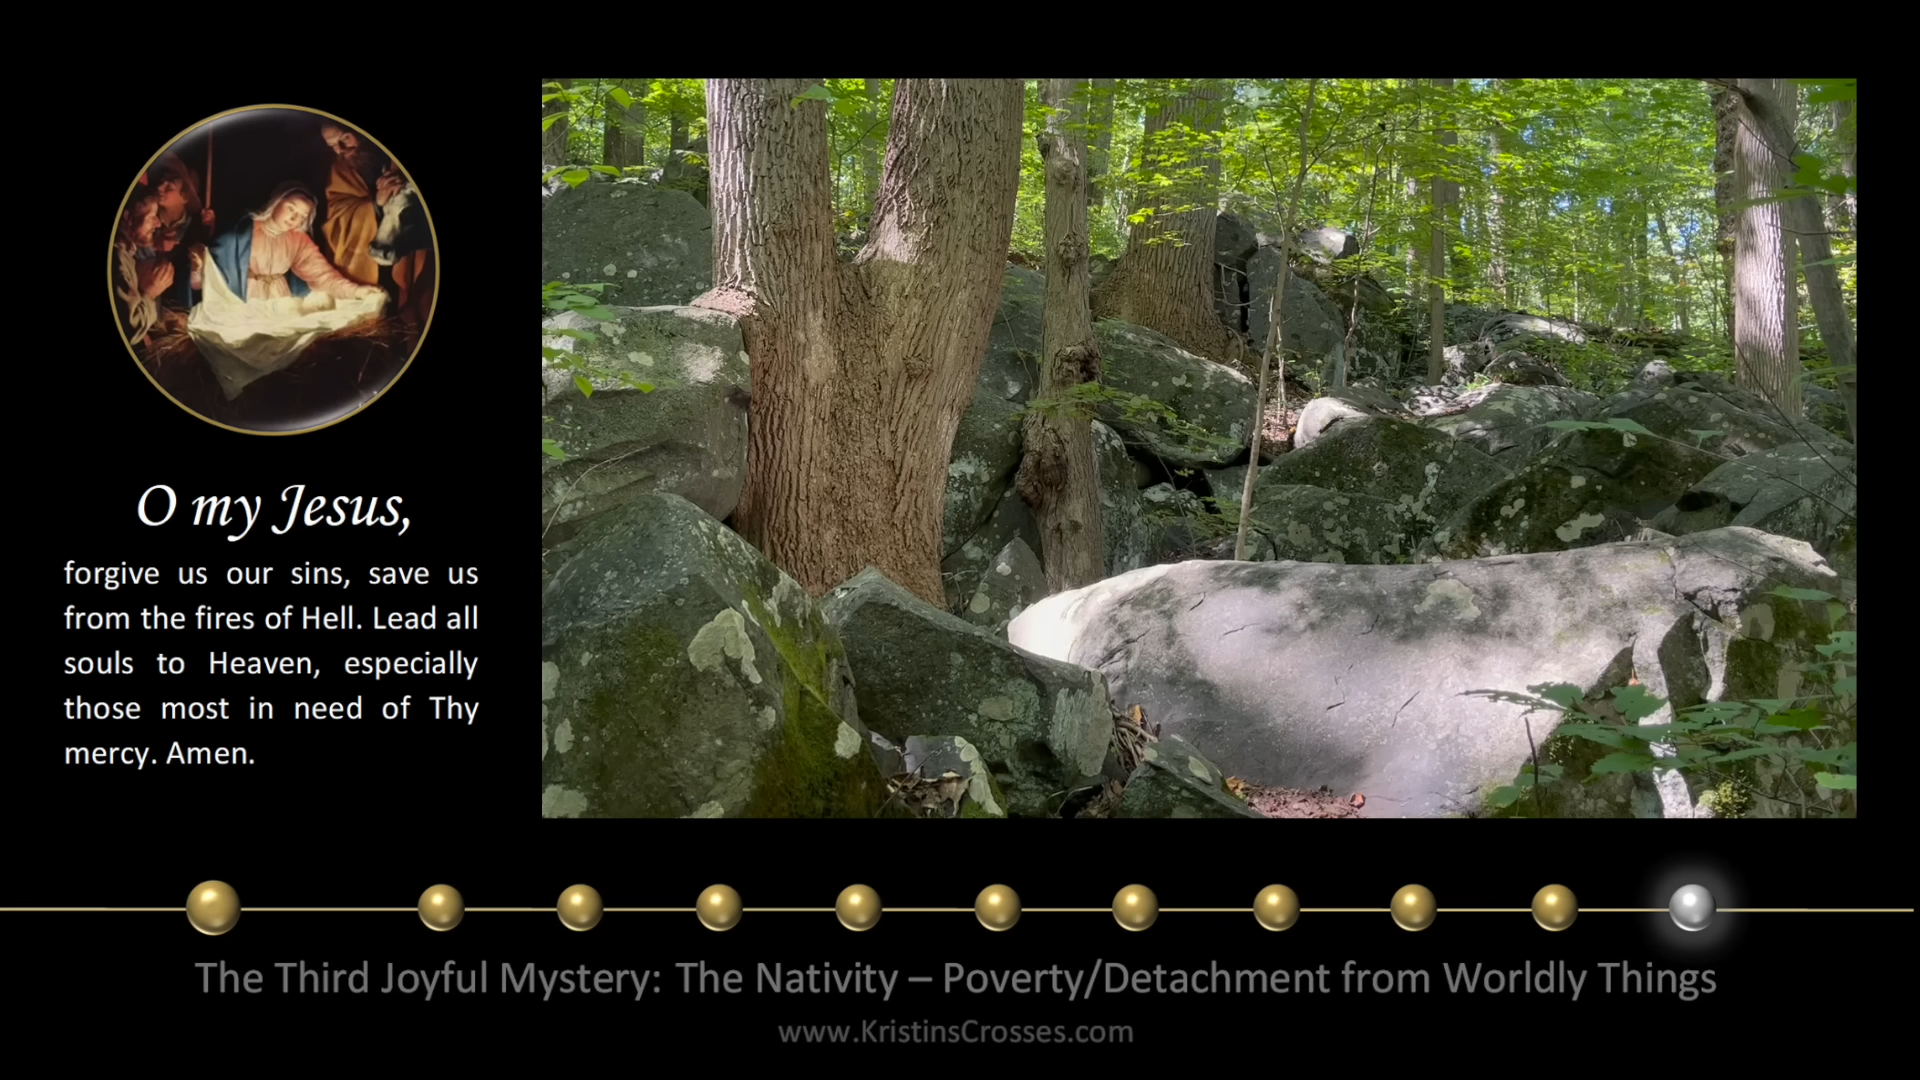 O my Jesus,
forgive us our sins, save us
from the fires of Hell. Lead all
souls to Heaven, especially
those most in need of Thy
mercy. Amen.
The Third Joyful Mystery: The Nativity – Poverty/Detachment from Worldly Things
www.KristinsCrosses.com